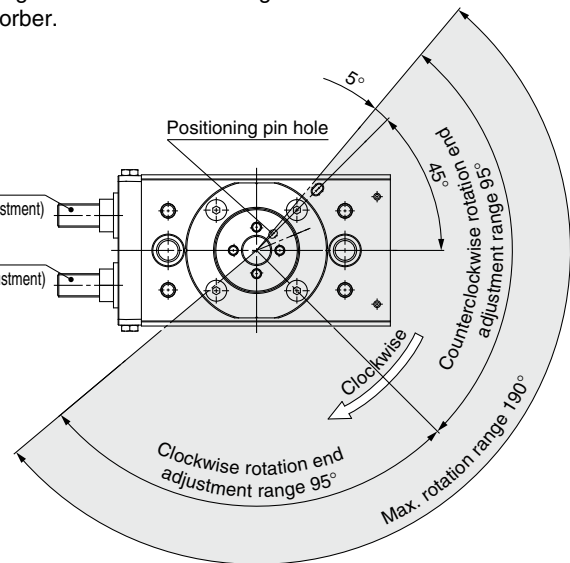 orber.
5°
Positioning pin hole
45°
stment)
ustment)
Counterclockwise rotation end
adjustment range 95°
Clockwise
Clockwise rotation end
adjustment range 95°
Max. rotation range 190°